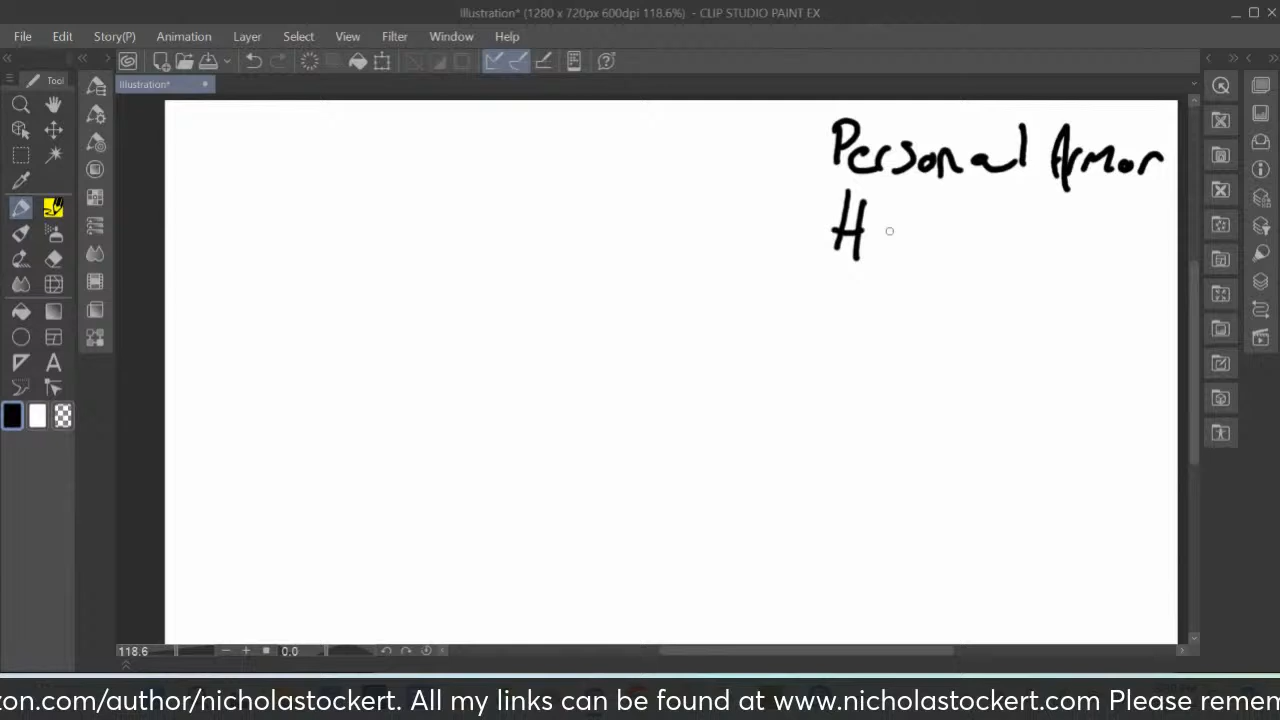 Illustration* (1280 x 720px 600dpi 118.6%) - CLIP STUDIO PAINT EX
File Edit Story(P) Animation Layer Select View Filter Window Help
Tool
Illustration*
Personal Armor
H
A
118.6
0.0
zon.com/author/nicholastockert. All my links can be found at www.nicholastockert.com Please remen